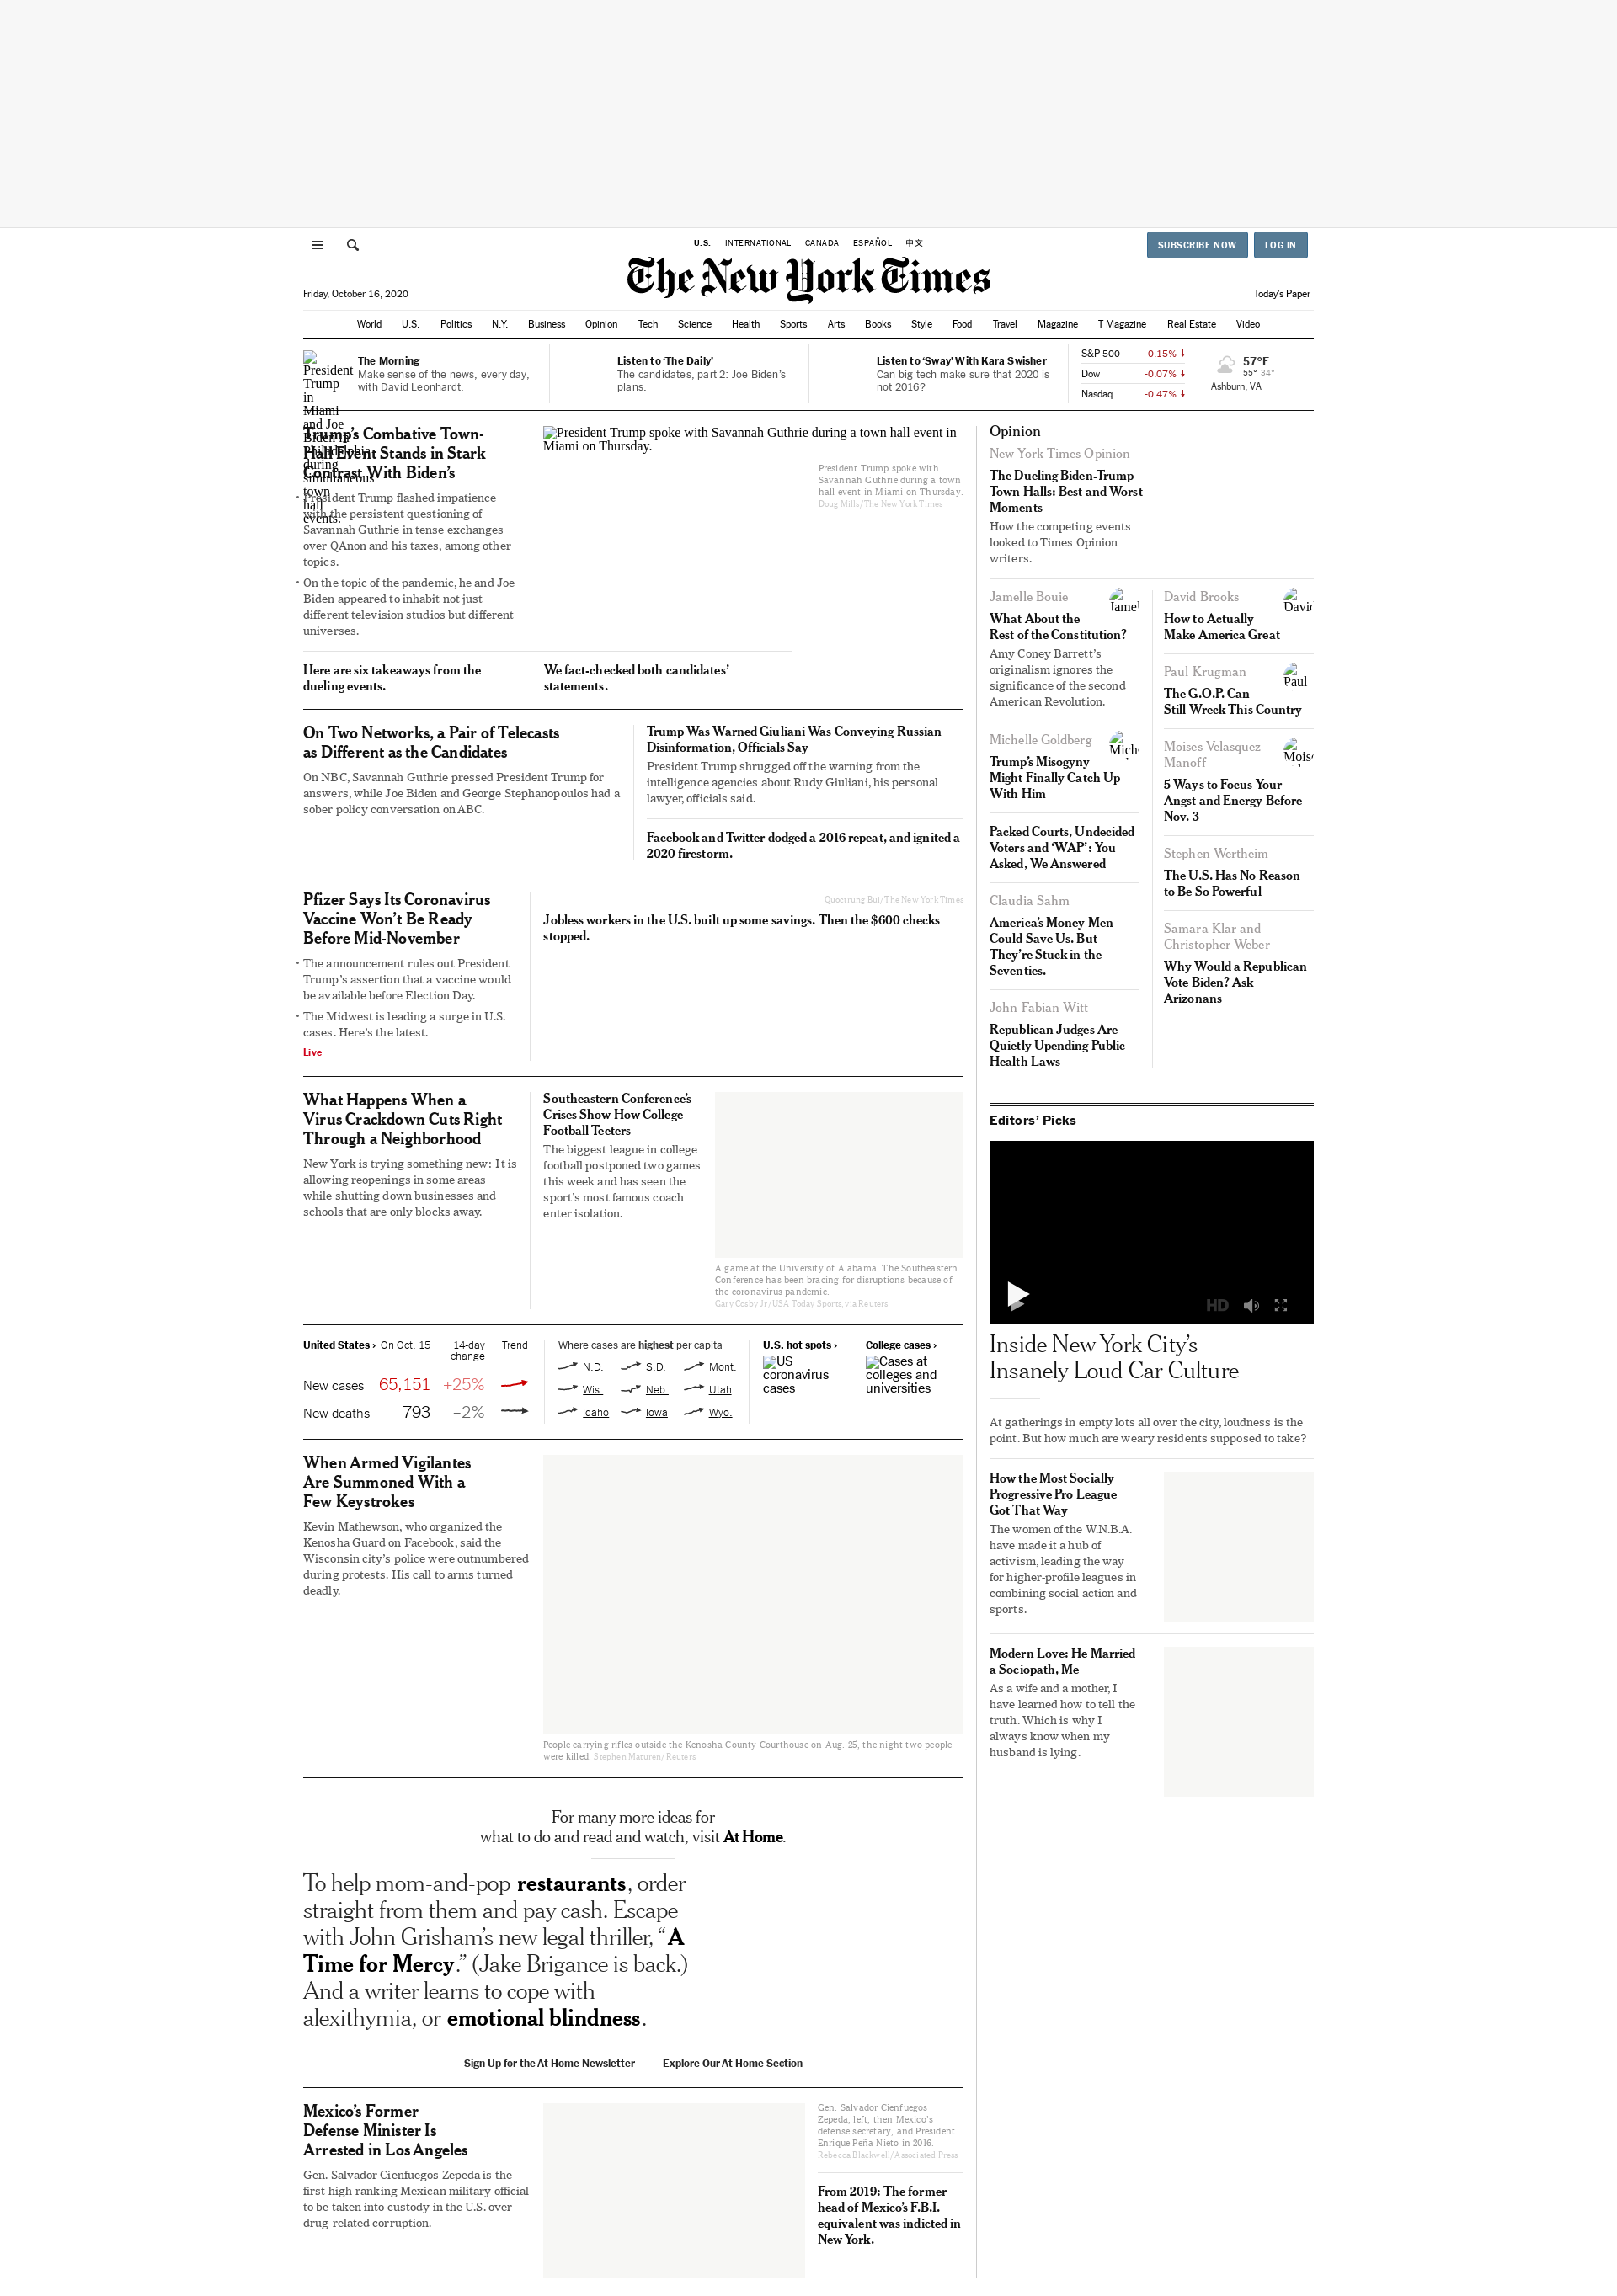 U.S. INTERNATIONAL CANADA ESPAÑOL 中文
SUBSCRIBE NOW LOG IN
The New York Times
Friday, October 16, 2020
Today's Paper
World U.S. Politics N.Y. Business Opinion Tech Science Health Sports Arts Books Style Food Travel Magazine T Magazine Real Estate Video
President
Trump
in
Miami
and Joe
Biden in
Philadelphia
during
simultaneous
town
hall
events.
The Morning
Make sense of the news, every day,
with David Leonhardt.
Listen to ‘The Daily’
The candidates, part 2: Joe Biden’s
plans.
Listen to ‘Sway’ With Kara Swisher
Can big tech make sure that 2020 is
not 2016?
S&P 500 -0.15%
Dow -0.07%
Nasdaq -0.47%
57°F
55° 34°
Ashburn, VA
Trump’s Combative Town-
Hall Event Stands in Stark
Contrast With Biden’s
• President Trump flashed impatience
with the persistent questioning of
Savannah Guthrie in tense exchanges
over QAnon and his taxes, among other
topics.
• On the topic of the pandemic, he and Joe
Biden appeared to inhabit not just
different television studios but different
universes.
President Trump spoke with Savannah Guthrie during a town hall event in
Miami on Thursday.
President Trump spoke with
Savannah Guthrie during a town
hall event in Miami on Thursday.
Doug Mills/The New York Times
Here are six takeaways from the
dueling events.
We fact-checked both candidates’
statements.
On Two Networks, a Pair of Telecasts
as Different as the Candidates
On NBC, Savannah Guthrie pressed President Trump for
answers, while Joe Biden and George Stephanopoulos had a
sober policy conversation on ABC.
Trump Was Warned Giuliani Was Conveying Russian
Disinformation, Officials Say
President Trump shrugged off the warning from the
intelligence agencies about Rudy Giuliani, his personal
lawyer, officials said.
Facebook and Twitter dodged a 2016 repeat, and ignited a
2020 firestorm.
Pfizer Says Its Coronavirus
Vaccine Won’t Be Ready
Before Mid-November
• The announcement rules out President
Trump’s assertion that a vaccine would
be available before Election Day.
• The Midwest is leading a surge in U.S.
cases. Here’s the latest.
Live
Quoctrung Bui/The New York Times
Jobless workers in the U.S. built up some savings. Then the $600 checks
stopped.
What Happens When a
Virus Crackdown Cuts Right
Through a Neighborhood
New York is trying something new: It is
allowing reopenings in some areas
while shutting down businesses and
schools that are only blocks away.
Southeastern Conference’s
Crises Show How College
Football Teeters
The biggest league in college
football postponed two games
this week and has seen the
sport’s most famous coach
enter isolation.
A game at the University of Alabama. The Southeastern
Conference has been bracing for disruptions because of
the coronavirus pandemic.
Gary Cosby Jr/USA Today Sports, via Reuters
United States › On Oct. 15 14-day Trend
change
New cases 65,151 +25%
New deaths 793 –2%
Where cases are highest per capita
N.D. S.D. Mont.
Wis. Neb. Utah
Idaho Iowa Wyo.
U.S. hot spots ›
US
coronavirus
cases
College cases ›
Cases at
colleges and
universities
When Armed Vigilantes
Are Summoned With a
Few Keystrokes
Kevin Mathewson, who organized the
Kenosha Guard on Facebook, said the
Wisconsin city’s police were outnumbered
during protests. His call to arms turned
deadly.
People carrying rifles outside the Kenosha County Courthouse on Aug. 25, the night two people
were killed. Stephen Maturen/Reuters
For many more ideas for
what to do and read and watch, visit At Home.
To help mom-and-pop restaurants, order
straight from them and pay cash. Escape
with John Grisham’s new legal thriller, “A
Time for Mercy.” (Jake Brigance is back.)
And a writer learns to cope with
alexithymia, or emotional blindness.
Sign Up for the At Home Newsletter Explore Our At Home Section
Mexico’s Former
Defense Minister Is
Arrested in Los Angeles
Gen. Salvador Cienfuegos Zepeda is the
first high-ranking Mexican military official
to be taken into custody in the U.S. over
drug-related corruption.
Gen. Salvador Cienfuegos
Zepeda, left, then Mexico’s
defense secretary, and President
Enrique Peña Nieto in 2016.
Rebecca Blackwell/Associated Press
From 2019: The former
head of Mexico’s F.B.I.
equivalent was indicted in
New York.
Opinion
New York Times Opinion
The Dueling Biden-Trump
Town Halls: Best and Worst
Moments
How the competing events
looked to Times Opinion
writers.
Jamelle Bouie
What About the
Rest of the Constitution?
Amy Coney Barrett’s
originalism ignores the
significance of the second
American Revolution.
Michelle Goldberg
Trump’s Misogyny
Might Finally Catch Up
With Him
Packed Courts, Undecided
Voters and ‘WAP’: You
Asked, We Answered
Claudia Sahm
America’s Money Men
Could Save Us. But
They’re Stuck in the
Seventies.
John Fabian Witt
Republican Judges Are
Quietly Upending Public
Health Laws
David Brooks
How to Actually
Make America Great
Paul Krugman
Paul
The G.O.P. Can
Still Wreck This Country
Moises Velasquez-
Manoff
5 Ways to Focus Your
Angst and Energy Before
Nov. 3
Stephen Wertheim
The U.S. Has No Reason
to Be So Powerful
Samara Klar and
Christopher Weber
Why Would a Republican
Vote Biden? Ask
Arizonans
Editors’ Picks
HD
Inside New York City’s
Insanely Loud Car Culture
At gatherings in empty lots all over the city, loudness is the
point. But how much are weary residents supposed to take?
How the Most Socially
Progressive Pro League
Got That Way
The women of the W.N.B.A.
have made it a hub of
activism, leading the way
for higher-profile leagues in
combining social action and
sports.
Modern Love: He Married
a Sociopath, Me
As a wife and a mother, I
have learned how to tell the
truth. Which is why I
always know when my
husband is lying.